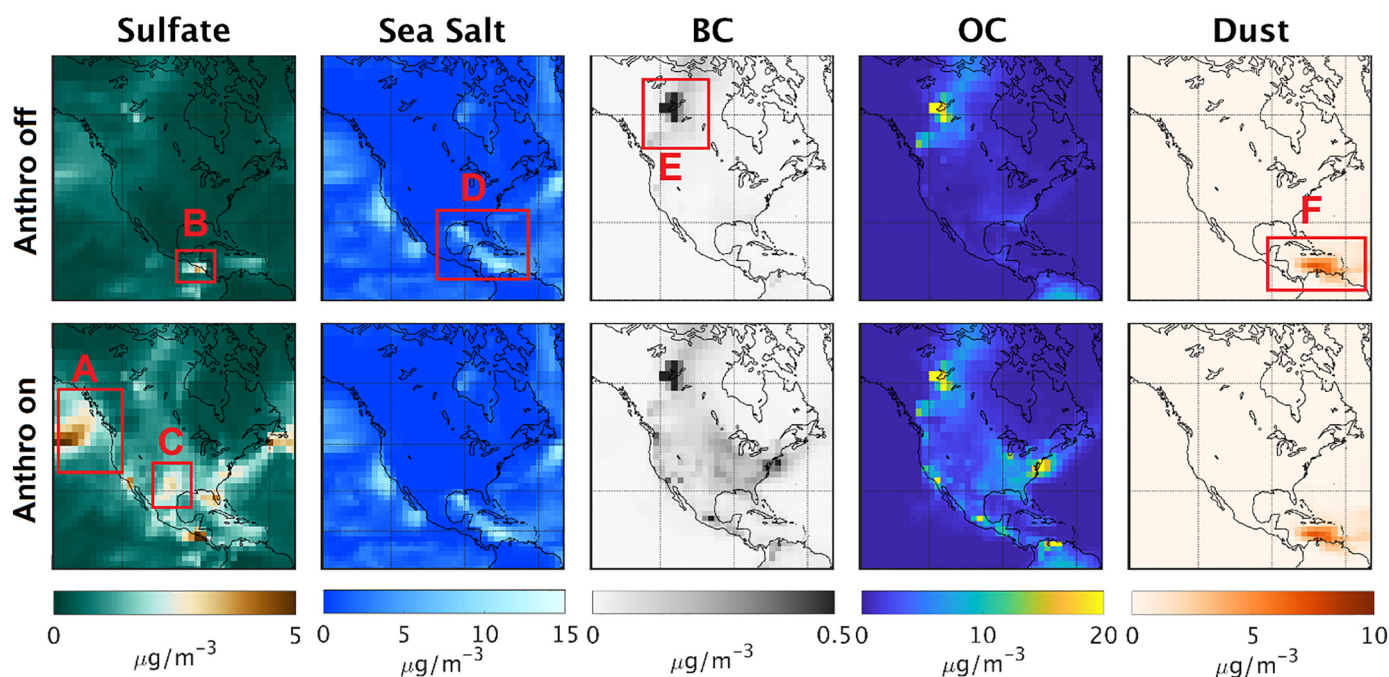 Sulfate Sea Salt BC OC Dust
Anthro off
B
D
E
F
Anthro on
A
C
0 5 0 5 10 15 0 0.5 0 10 20 0 5 10
μg/m⁻³ μg/m⁻³ μg/m⁻³ μg/m⁻³ μg/m⁻³